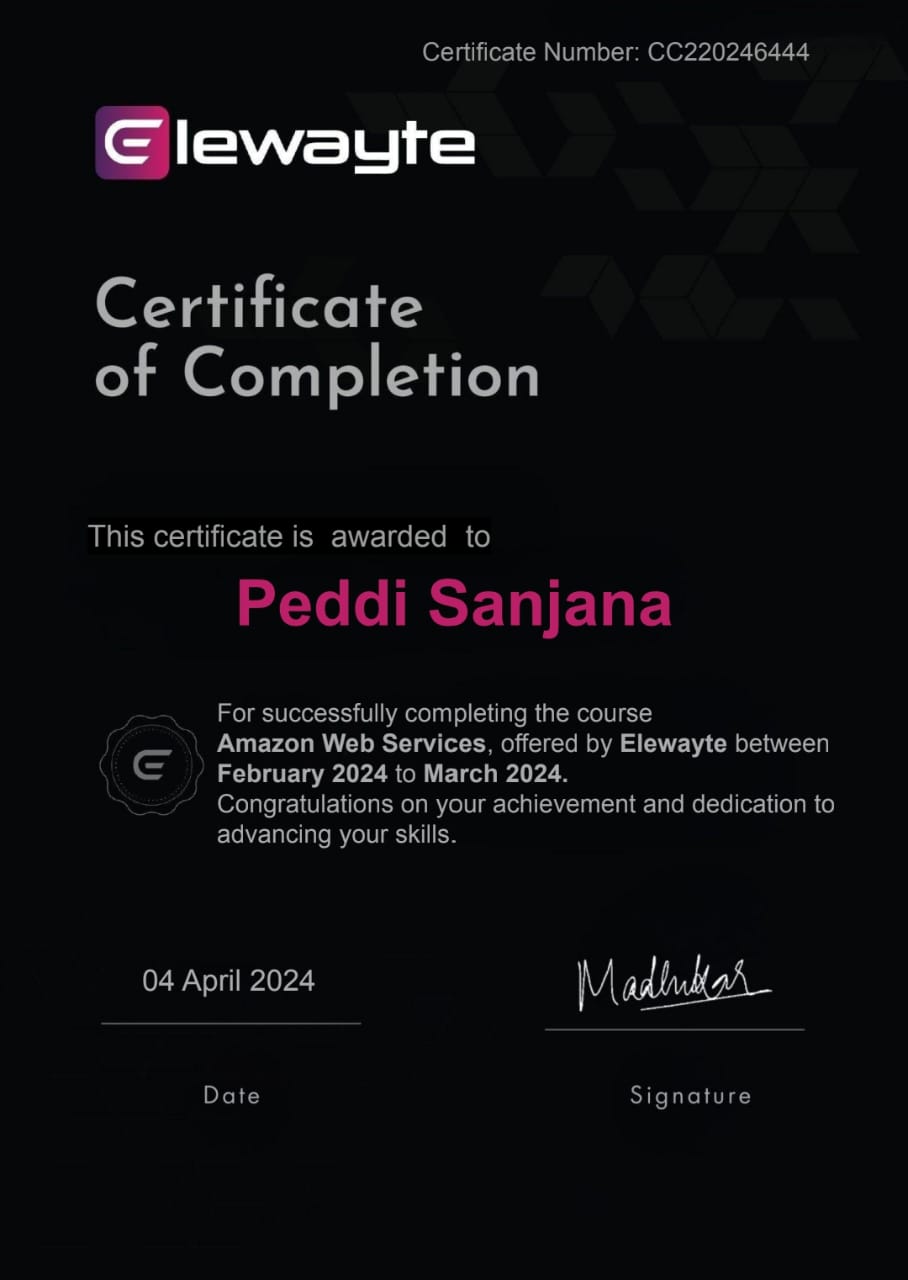 Certificate Number: CC220246444
Elewayte
Certificate
of Completion
This certificate is awarded to
Peddi Sanjana
For successfully completing the course
Amazon Web Services, offered by Elewayte between
February 2024 to March 2024.
Congratulations on your achievement and dedication to
advancing your skills.
04 April 2024
Madhukar
Date
Signature